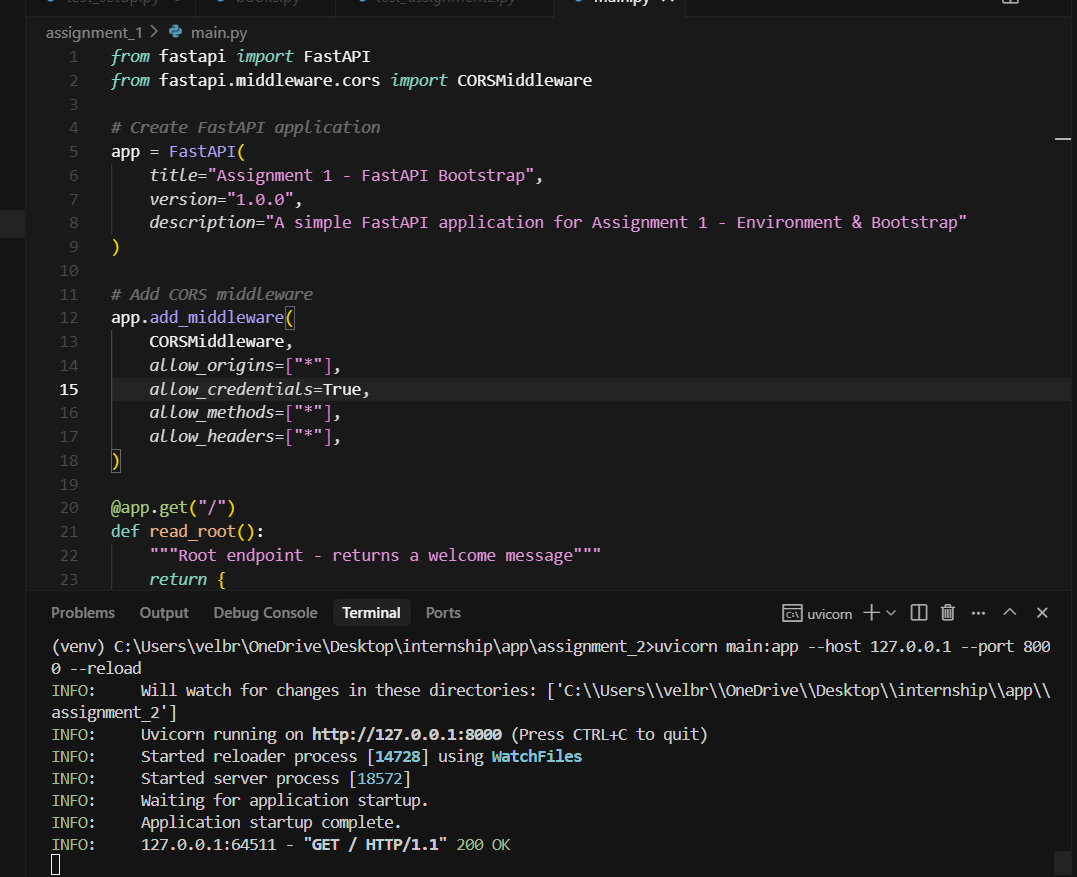 test_setup.py books.py test_assignment2.py main.py
assignment_1 > main.py
1 from fastapi import FastAPI
2 from fastapi.middleware.cors import CORSMiddleware
3
4 # Create FastAPI application
5 app = FastAPI(
6     title="Assignment 1 - FastAPI Bootstrap",
7     version="1.0.0",
8     description="A simple FastAPI application for Assignment 1 - Environment & Bootstrap"
9 )
10
11 # Add CORS middleware
12 app.add_middleware(
13     CORSMiddleware,
14     allow_origins=["*"],
15     allow_credentials=True,
16     allow_methods=["*"],
17     allow_headers=["*"],
18 )
19
20 @app.get("/")
21 def read_root():
22     """Root endpoint - returns a welcome message"""
23     return {
Problems Output Debug Console Terminal Ports uvicorn
(venv) C:\Users\velbr\OneDrive\Desktop\internship\app\assignment_2>uvicorn main:app --host 127.0.0.1 --port 800
0 --reload
INFO:     Will watch for changes in these directories: ['C:\\Users\\velbr\\OneDrive\\Desktop\\internship\\app\\
assignment_2']
INFO:     Uvicorn running on http://127.0.0.1:8000 (Press CTRL+C to quit)
INFO:     Started reloader process [14728] using WatchFiles
INFO:     Started server process [18572]
INFO:     Waiting for application startup.
INFO:     Application startup complete.
INFO:     127.0.0.1:64511 - "GET / HTTP/1.1" 200 OK